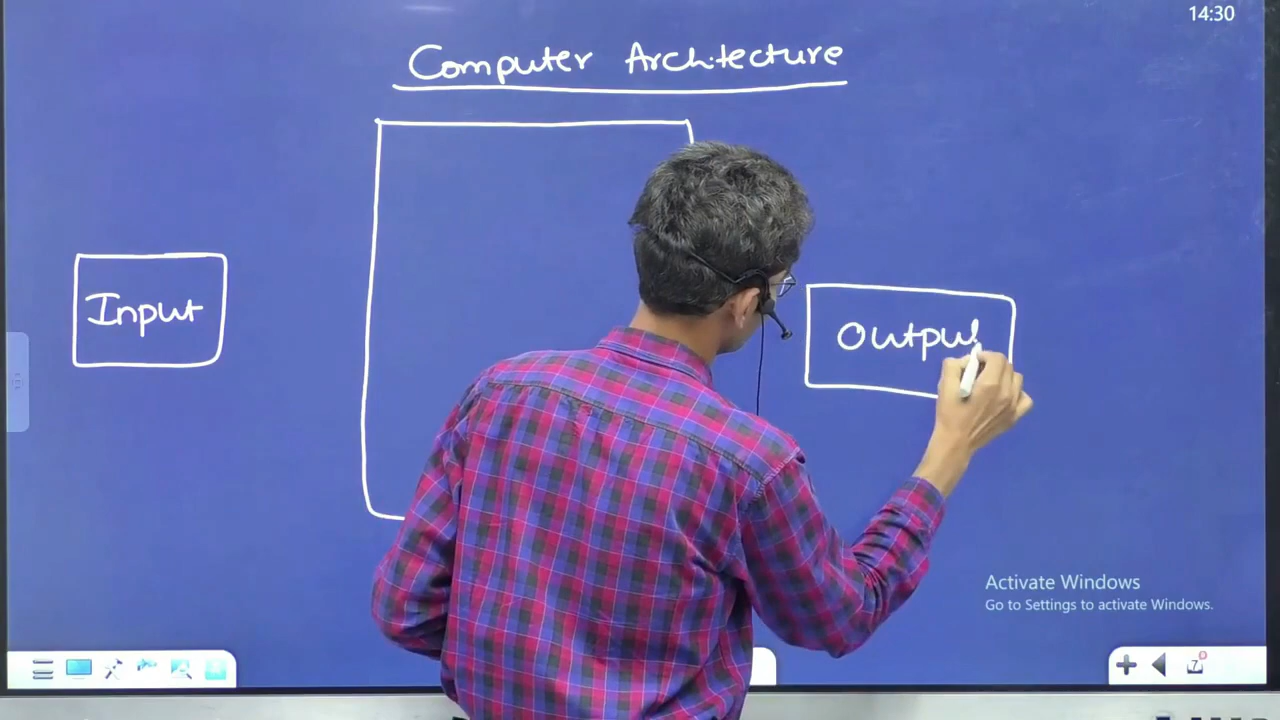 14:30
Computer Architecture
Input
Outpu
Activate Windows
Go to Settings to activate Windows.